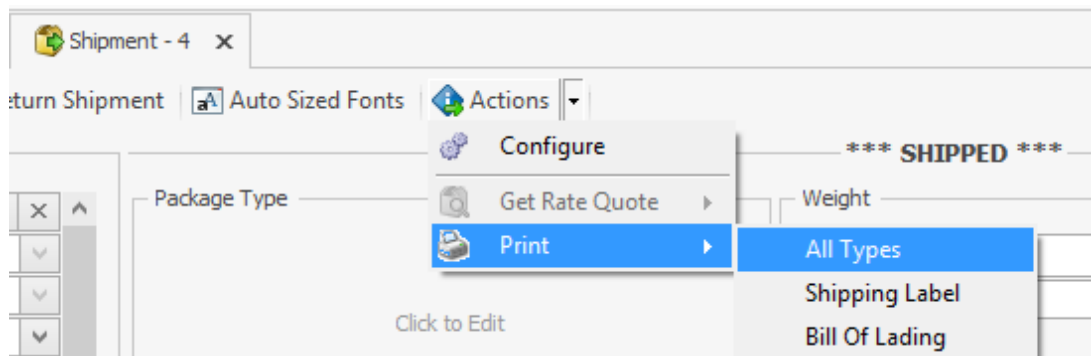 Shipment - 4
eturn Shipment Auto Sized Fonts Actions
Configure
*** SHIPPED ***
Package Type Get Rate Quote Weight
Print All Types
Shipping Label
Click to Edit
Bill Of Lading